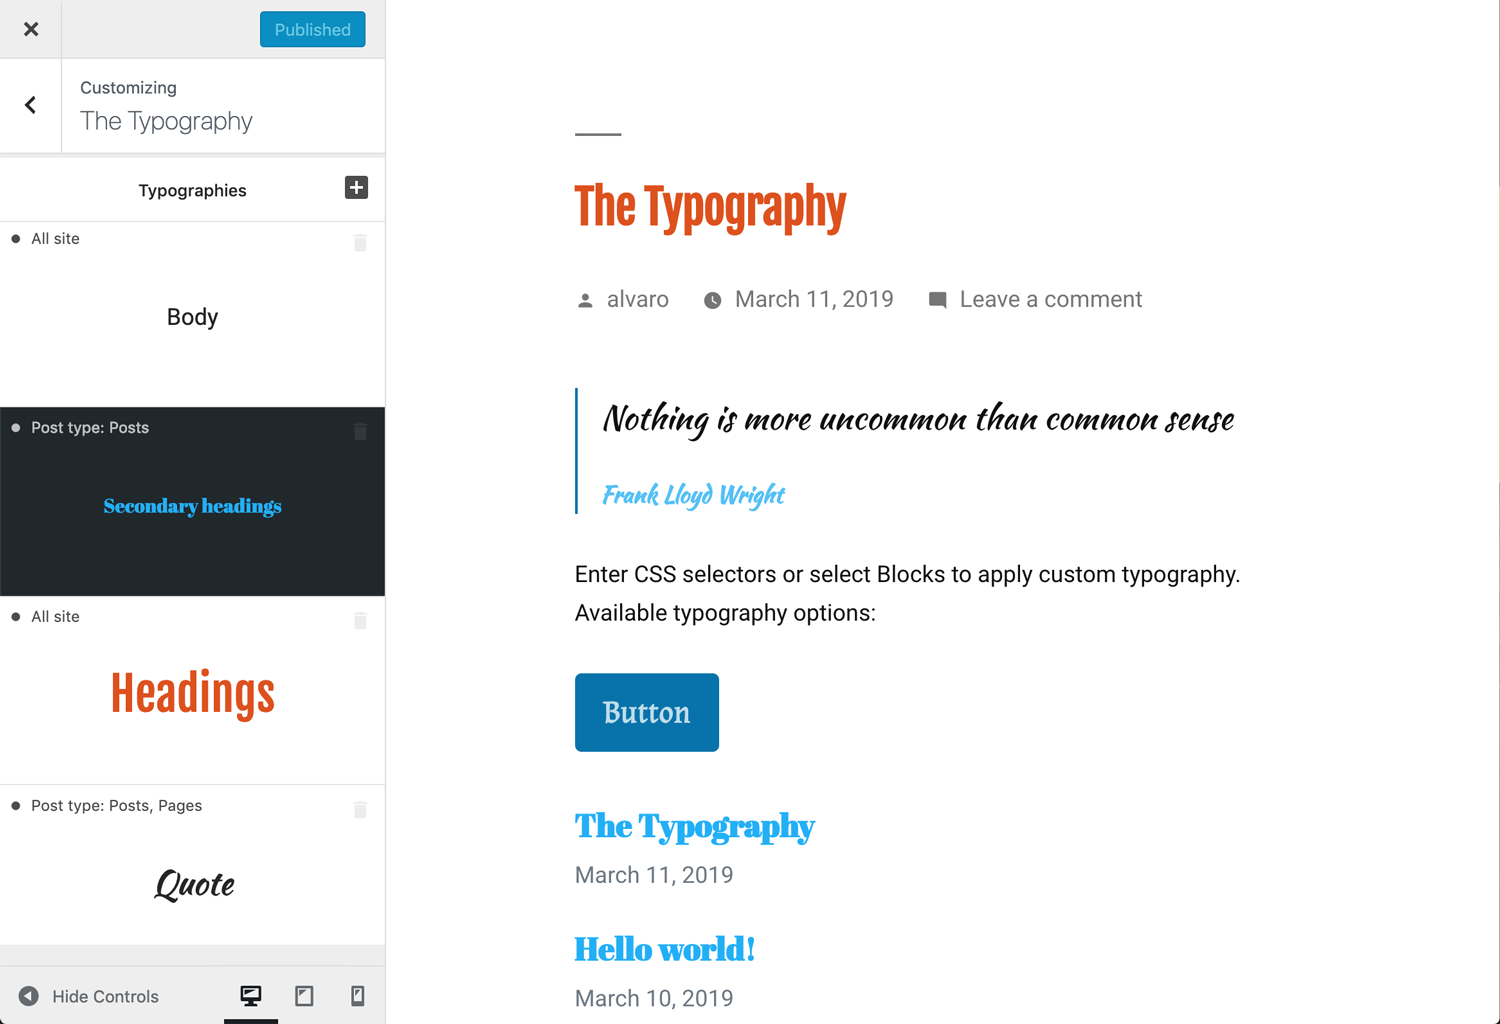 Published
Customizing
The Typography
Typographies
All site
Body
Post type: Posts
Secondary headings
All site
Headings
Post type: Posts, Pages
Quote
Hide Controls
The Typography
alvaro March 11, 2019 Leave a comment
Nothing is more uncommon than common sense
Frank Lloyd Wright
Enter CSS selectors or select Blocks to apply custom typography.
Available typography options:
Button
The Typography
March 11, 2019
Hello world!
March 10, 2019